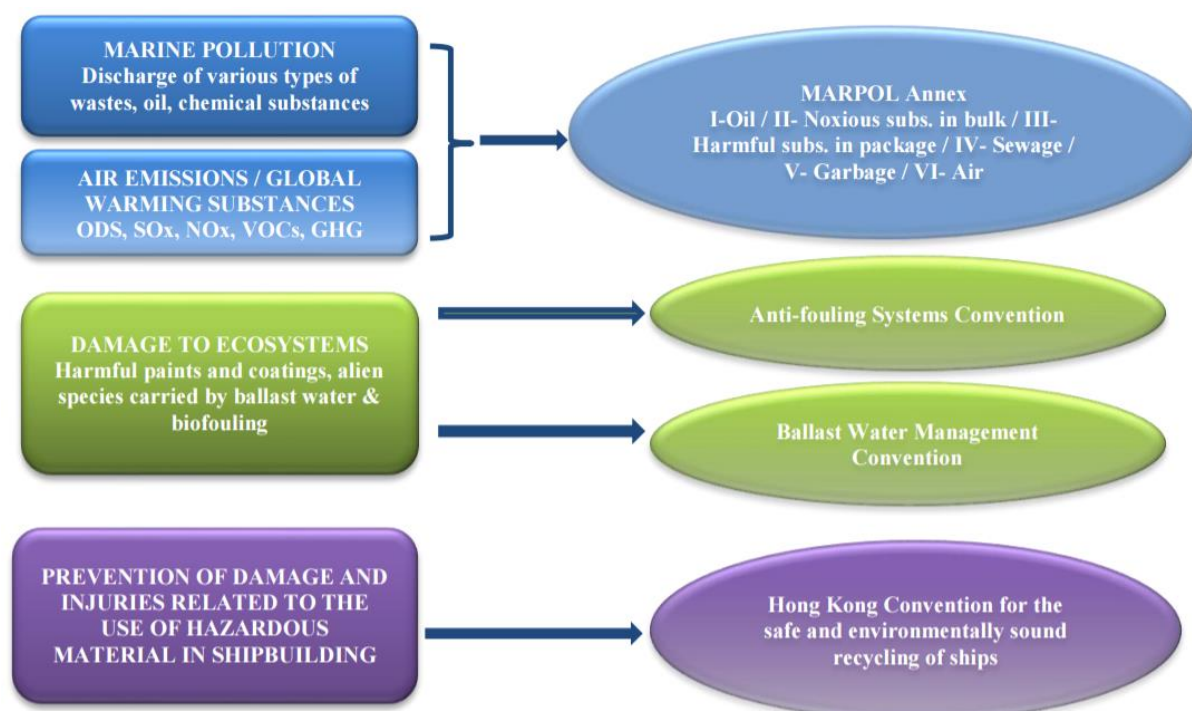 MARINE POLLUTION
Discharge of various types of
wastes, oil, chemical substances
AIR EMISSIONS / GLOBAL
WARMING SUBSTANCES
ODS, SOx, NOx, VOCs, GHG
MARPOL Annex
I-Oil / II- Noxious subs. in bulk / III-
Harmful subs. in package / IV- Sewage /
V- Garbage / VI- Air
DAMAGE TO ECOSYSTEMS
Harmful paints and coatings, alien
species carried by ballast water &
biofouling
Anti-fouling Systems Convention
Ballast Water Management
Convention
PREVENTION OF DAMAGE AND
INJURIES RELATED TO THE
USE OF HAZARDOUS
MATERIAL IN SHIPBUILDING
Hong Kong Convention for the
safe and environmentally sound
recycling of ships